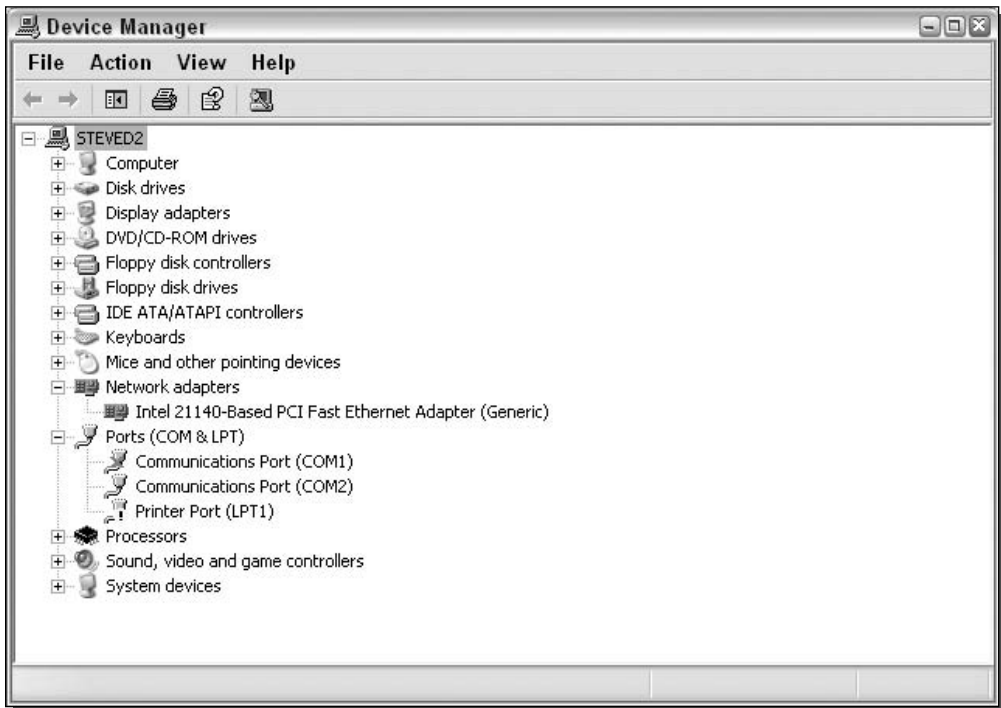 Device Manager
File Action View Help
STEVED2
Computer
Disk drives
Display adapters
DVD/CD-ROM drives
Floppy disk controllers
Floppy disk drives
IDE ATA/ATAPI controllers
Keyboards
Mice and other pointing devices
Network adapters
Intel 21140-Based PCI Fast Ethernet Adapter (Generic)
Ports (COM & LPT)
Communications Port (COM1)
Communications Port (COM2)
Printer Port (LPT1)
Processors
Sound, video and game controllers
System devices